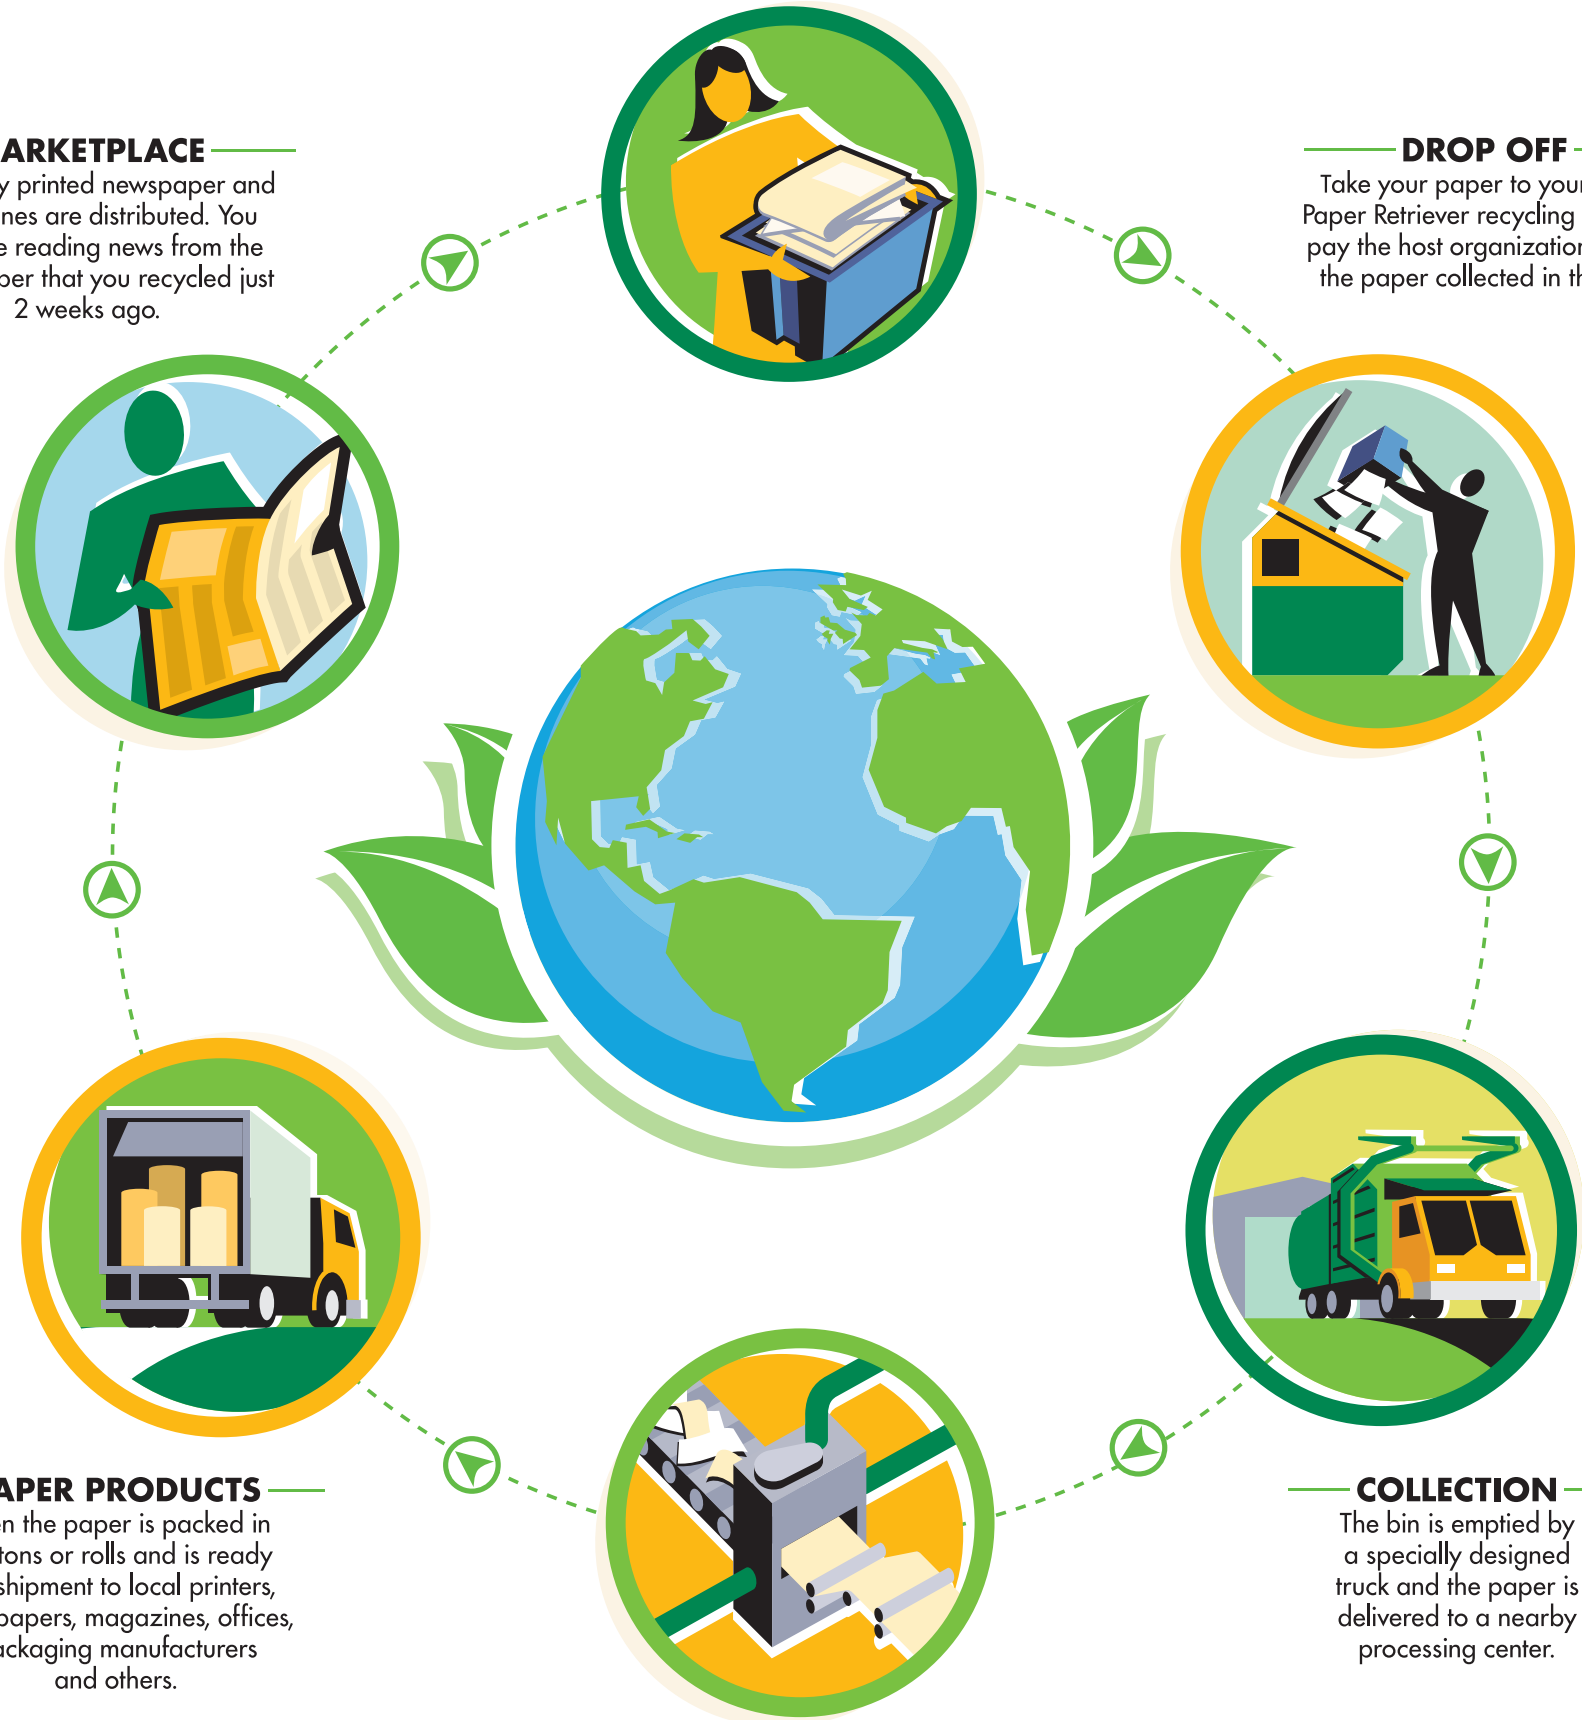 ARKETPLACE
y printed newspaper and
nes are distributed. You
e reading news from the
per that you recycled just
2 weeks ago.
DROP OFF
Take your paper to your
Paper Retriever recycling
pay the host organization
the paper collected in th
COLLECTION
The bin is emptied by
a specially designed
truck and the paper is
delivered to a nearby
processing center.
APER PRODUCTS
en the paper is packed in
tons or rolls and is ready
shipment to local printers,
papers, magazines, offices,
ackaging manufacturers
and others.